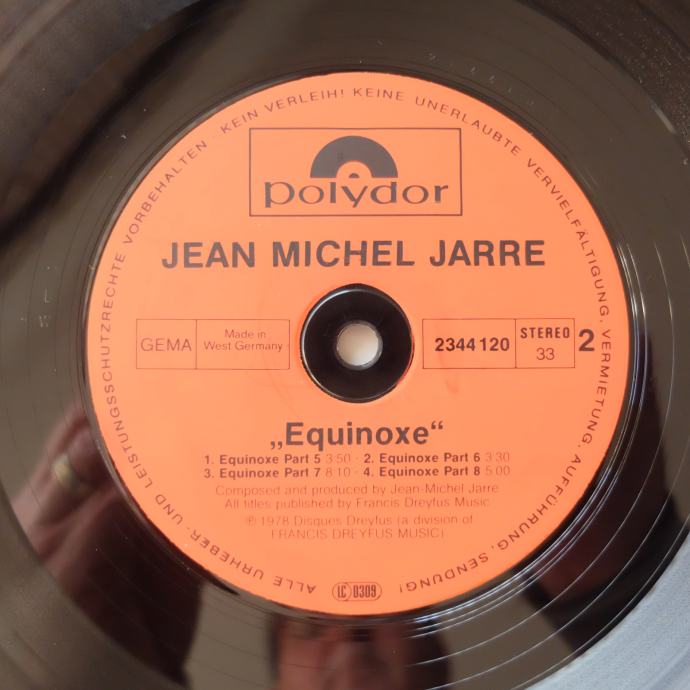 ALLE URHEBER- UND LEISTUNGSSCHUTZRECHTE VORBEHALTEN · KEIN VERLEIH! KEINE UNERLAUBTE VERVIELFÄLTIGUNG, VERMIETUNG, AUFFÜHRUNG, SENDUNG!
polydor
JEAN MICHEL JARRE
GEMA
Made in
West Germany
2344 120
STEREO
33
2
„Equinoxe“
1. Equinoxe Part 5 3:50 · 2. Equinoxe Part 6 3:30
3. Equinoxe Part 7 8:10 · 4. Equinoxe Part 8 5:00
Composed and produced by Jean-Michel Jarre
All titles published by Francis Dreyfus Music
℗ 1978 Disques Dreyfus (a division of
FRANCIS DREYFUS MUSIC)
LC 0309